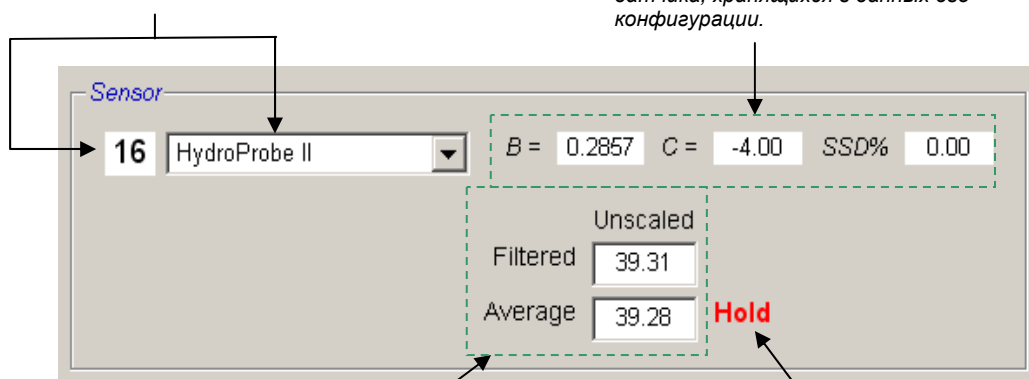 конфигурации.
Sensor
16 HydroProbe II B = 0.2857 C = -4.00 SSD% 0.00
Unscaled
Filtered 39.31
Average 39.28 Hold